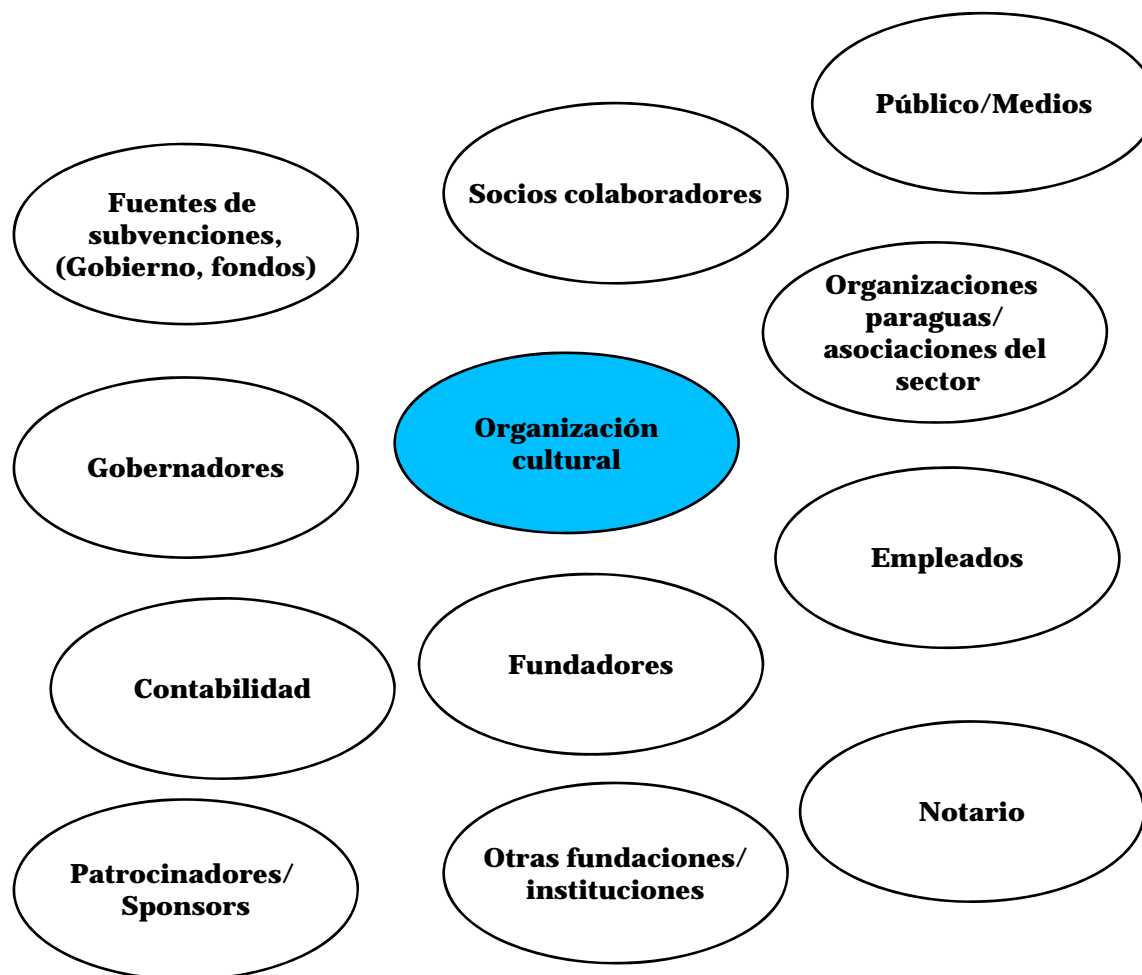 Público/Medios
Socios colaboradores
Fuentes de
subvenciones,
(Gobierno, fondos)
Organizaciones
paraguas/
asociaciones del
sector
Organización
cultural
Gobernadores
Empleados
Fundadores
Contabilidad
Notario
Otras fundaciones/
instituciones
Patrocinadores/
Sponsors